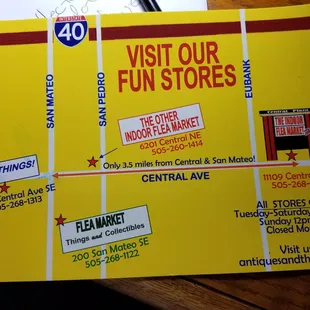 INTERSTATE
40
VISIT OUR
FUN STORES
SAN MATEO
SAN PEDRO
EUBANK
THE OTHER
INDOOR FLEA MARKET
6201 Central NE
505-260-1414
Only 3.5 miles from Central & San Mateo!
CENTRAL AVE
THINGS!
Central Ave SE
505-268-1313
FLEA MARKET
Things and Collectibles
200 San Mateo SE
505-268-1122
THE INDOOR
FLEA MARKET
11109 Central
505-268-
ALL STORES
Tuesday-Saturday
Sunday 12pm
Closed Mo
Visit us
antiquesandth